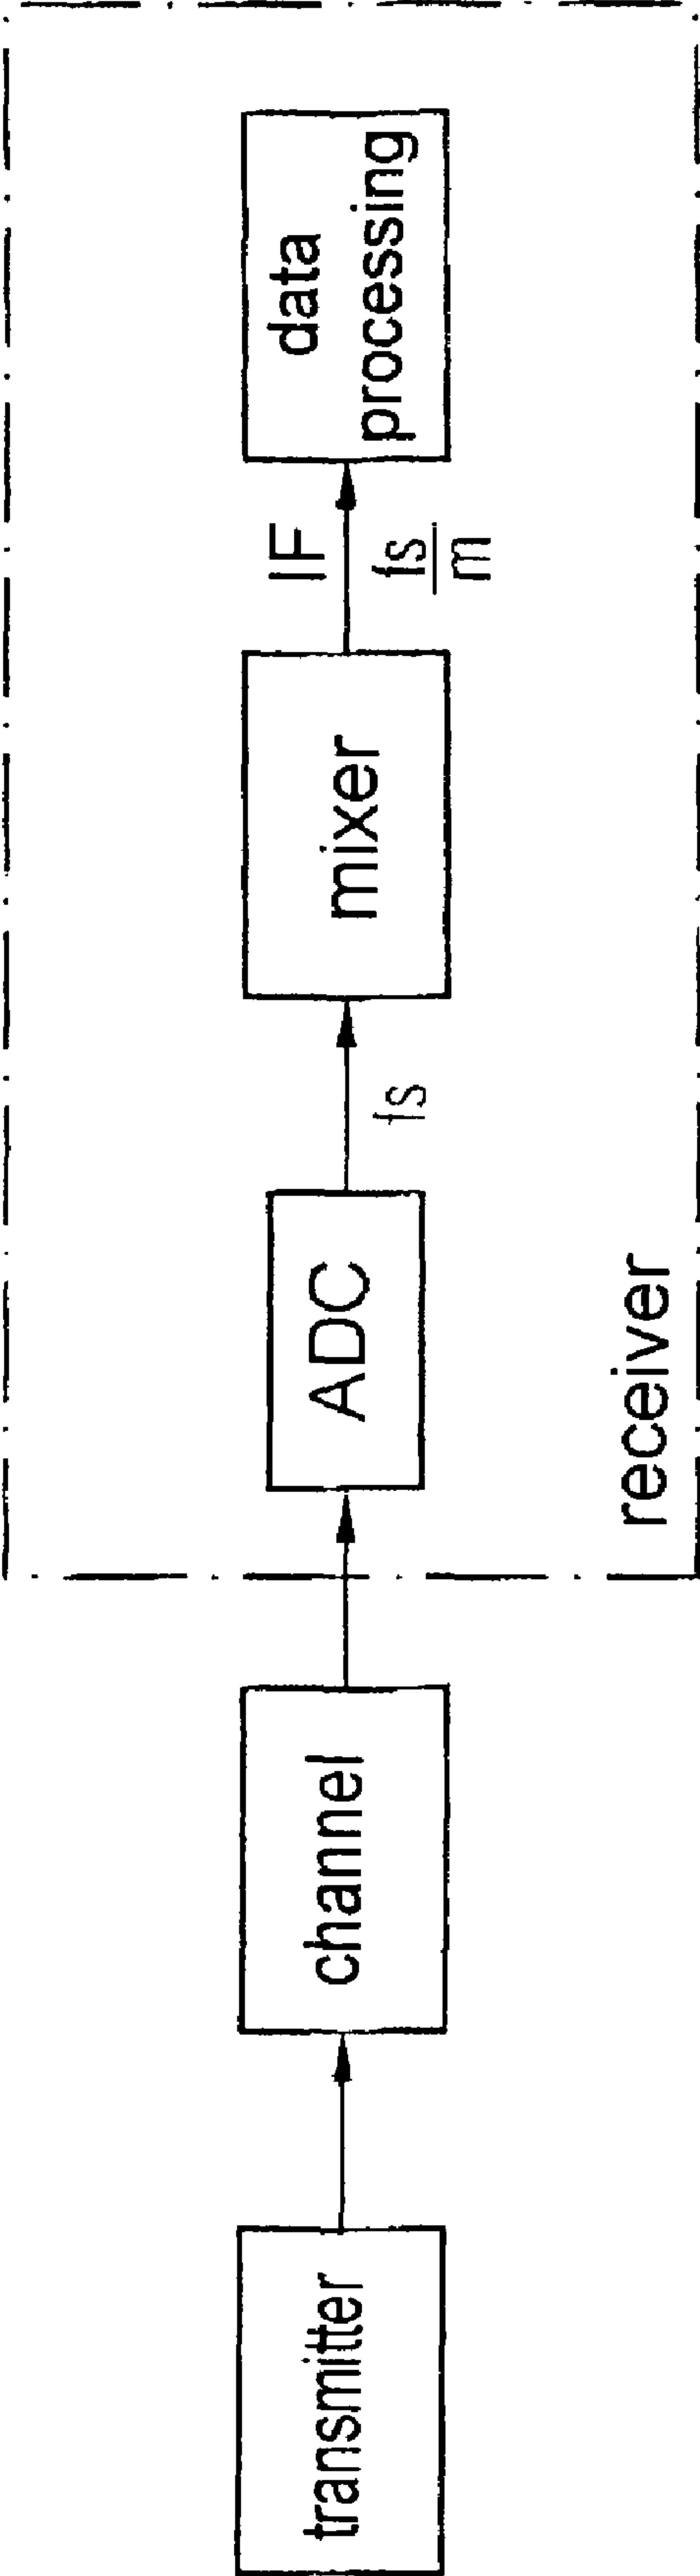 transmitter
channel
ADC
fs
mixer
IF
fs
m
data
processing
receiver